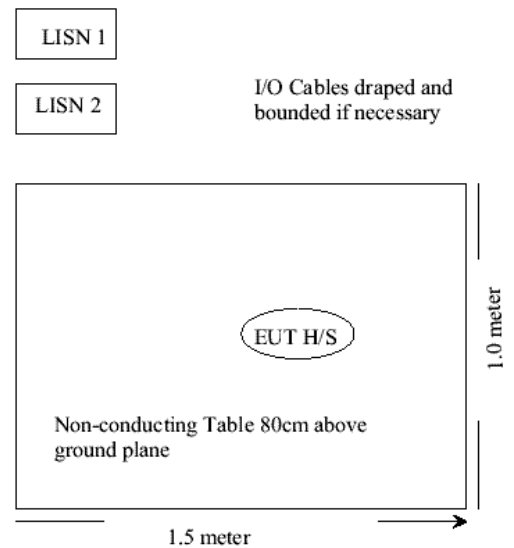 LISN 1
LISN 2
I/O Cables draped and
bounded if necessary
EUT H/S
1.0 meter
Non-conducting Table 80cm above
ground plane
1.5 meter